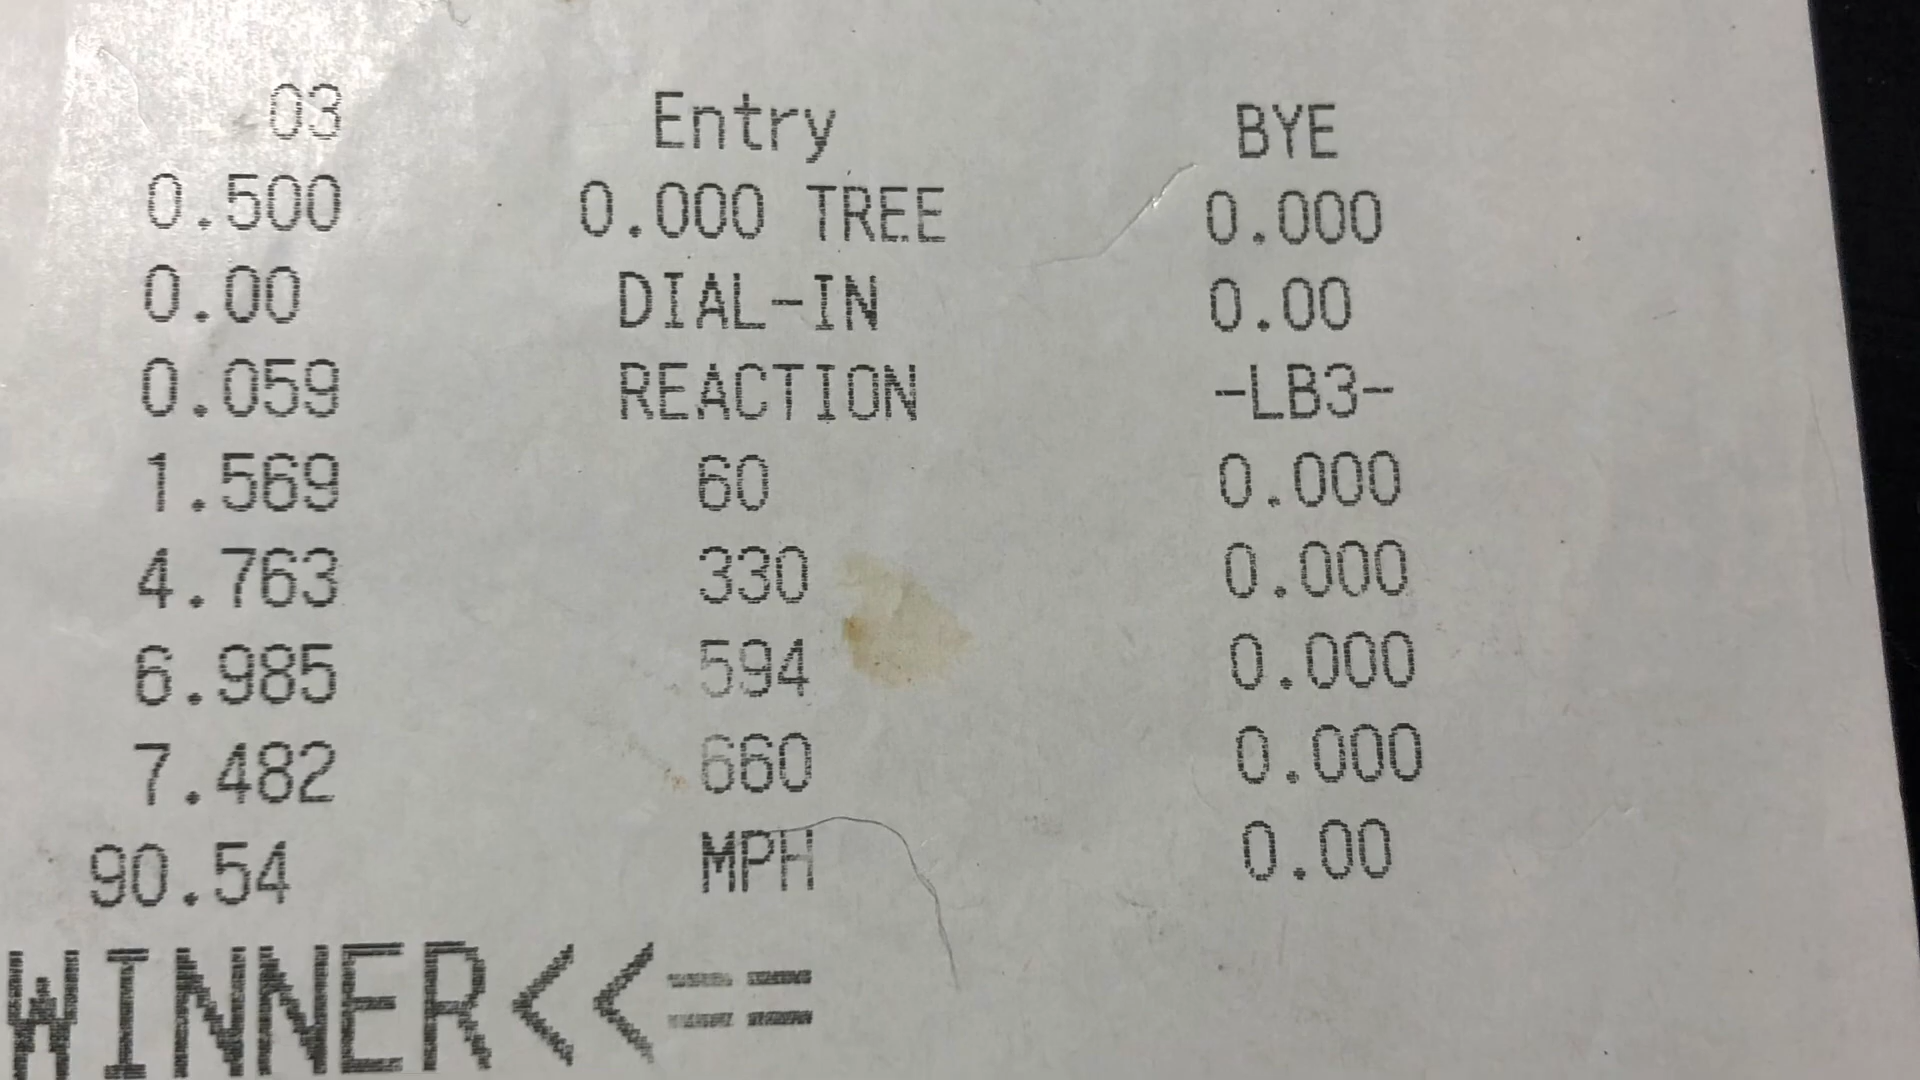 03 Entry BYE
0.500 0.000 TREE 0.000
0.00 DIAL-IN 0.00
0.059 REACTION -LB3-
1.569 60 0.000
4.763 330 0.000
6.985 594 0.000
7.482 660 0.000
90.54 MPH 0.00
WINNER<<==